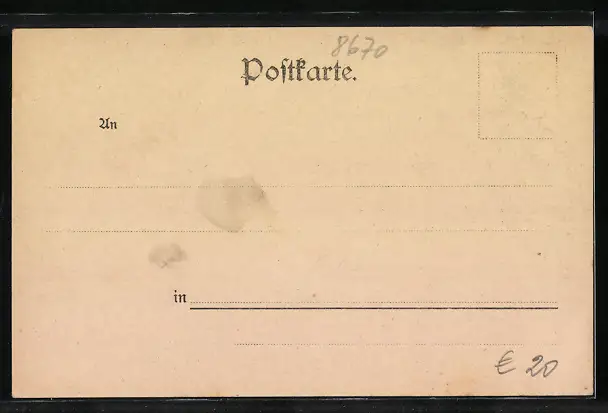 8670
Postkarte.
An
in
€ 20